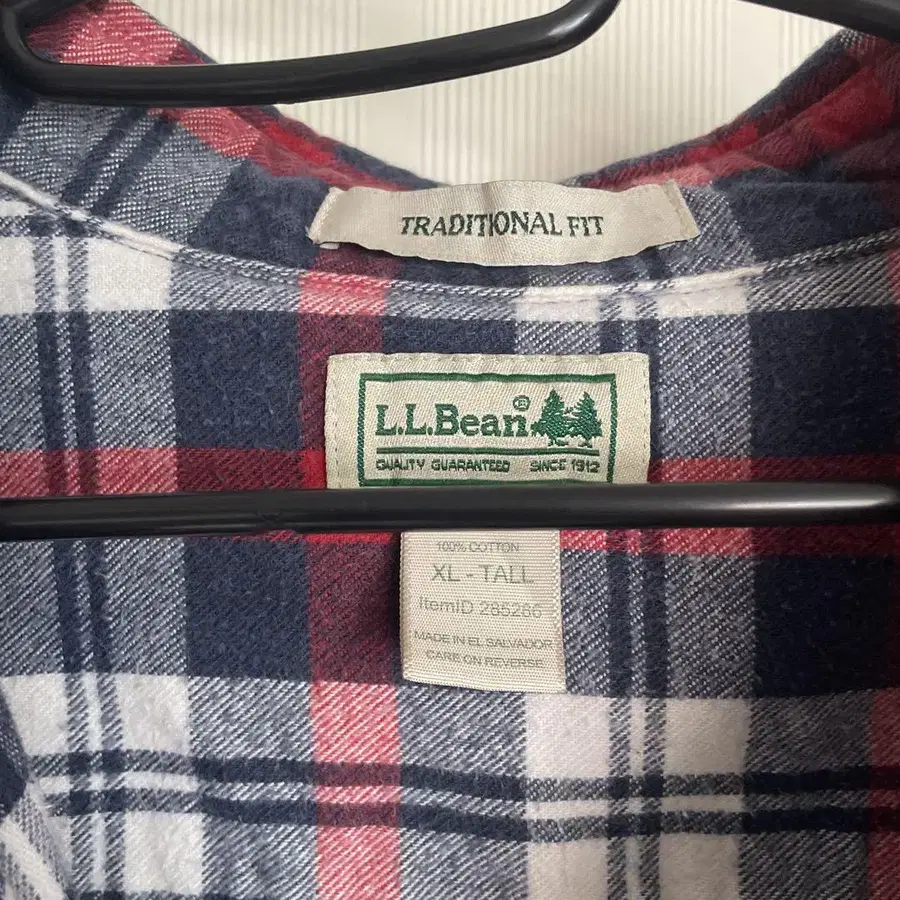 TRADITIONAL FIT
L.L.Bean®
QUALITY GUARANTEED SINCE 1912
100% COTTON
XL - TALL
ItemID 285286
MADE IN EL SALVADOR
CARE ON REVERSE